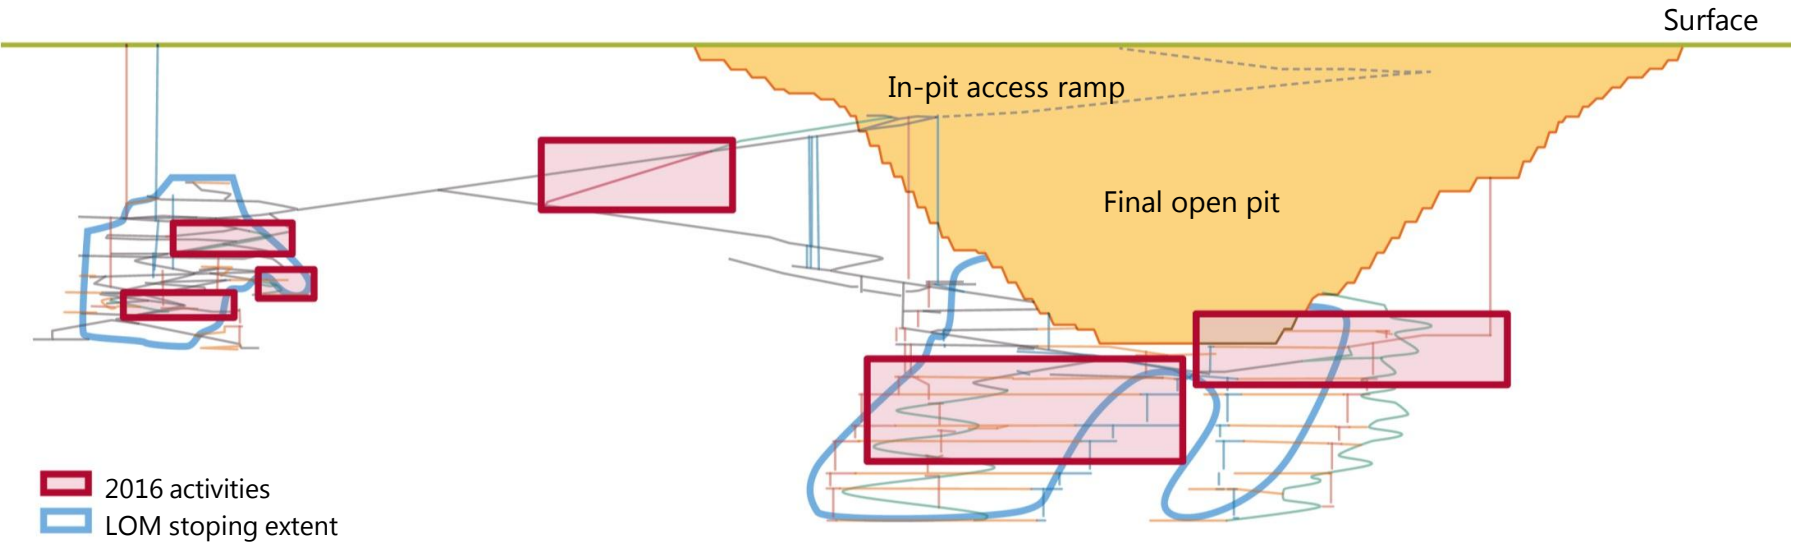 Surface
In-pit access ramp
Final open pit
2016 activities
LOM stoping extent